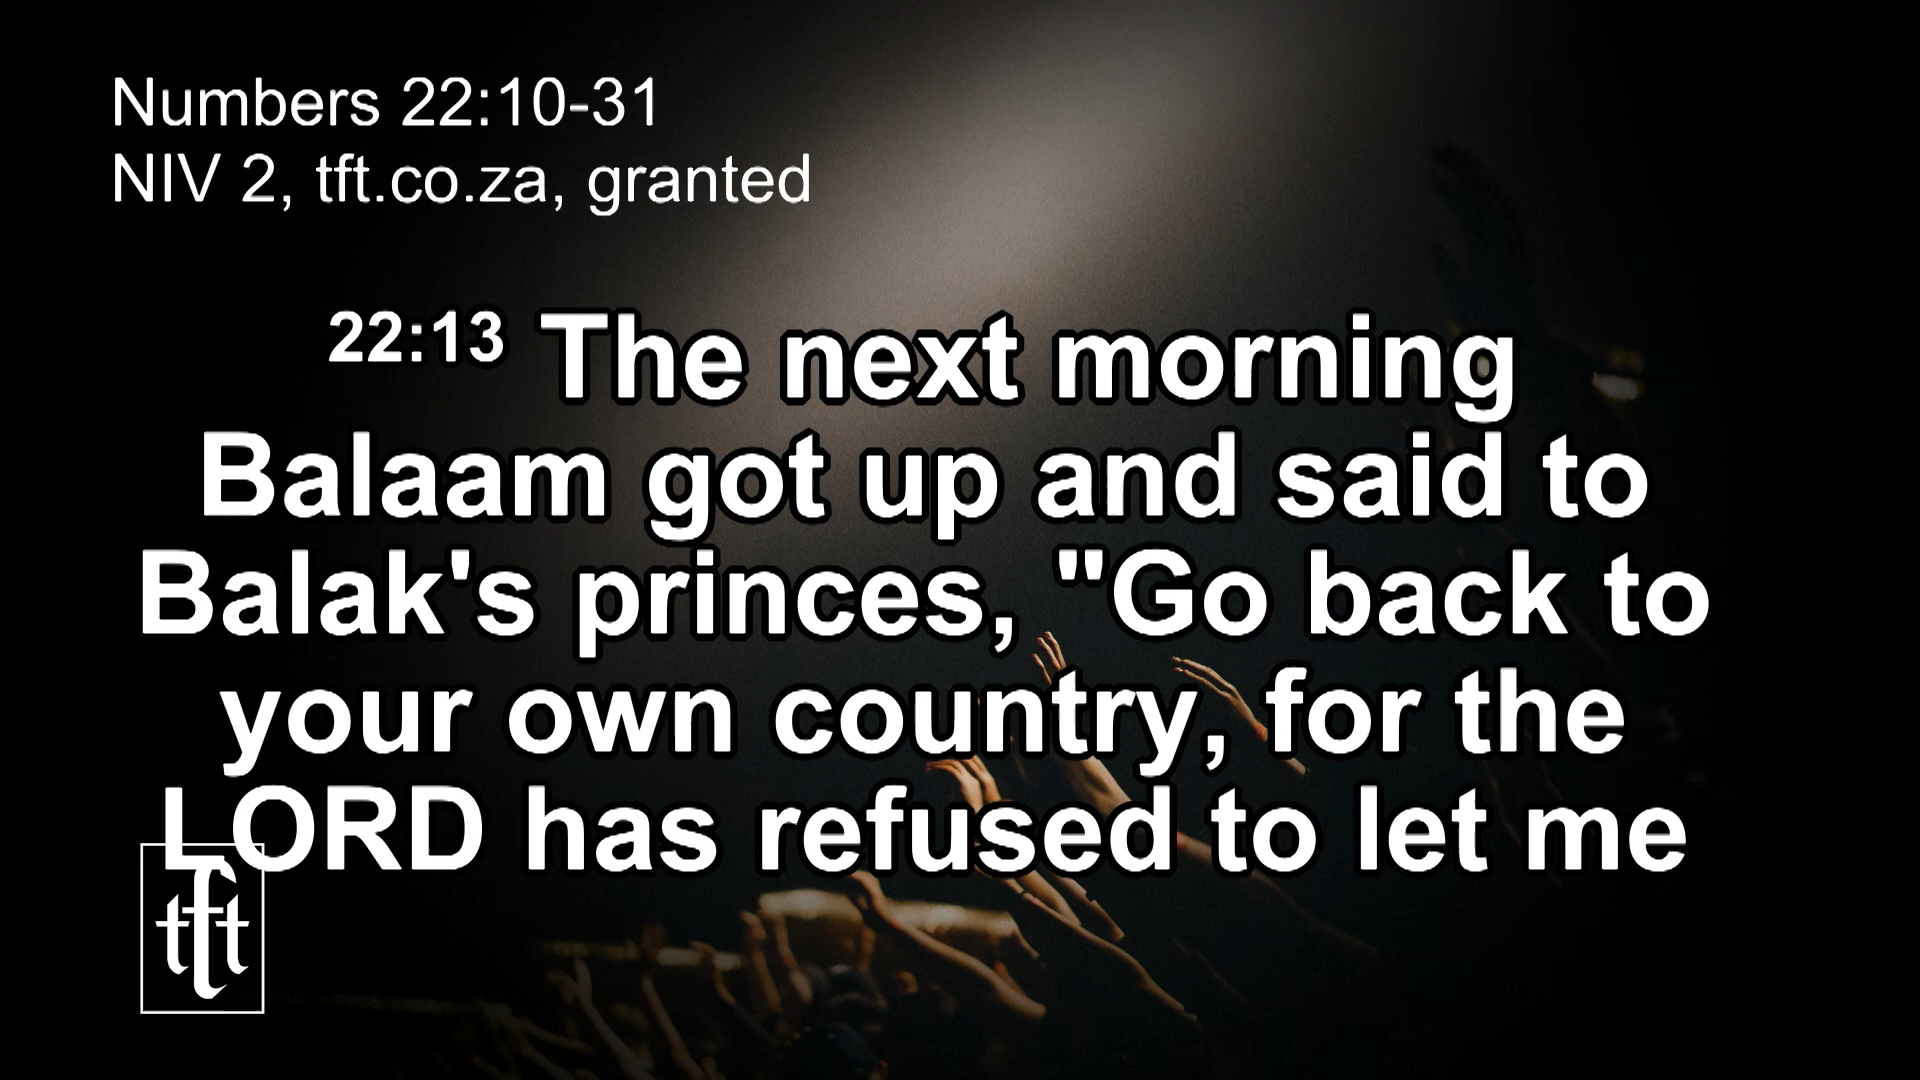 Numbers 22:10-31
NIV 2, tft.co.za, granted
22:13 The next morning
Balaam got up and said to
Balak's princes, "Go back to
your own country, for the
LORD has refused to let me
tft